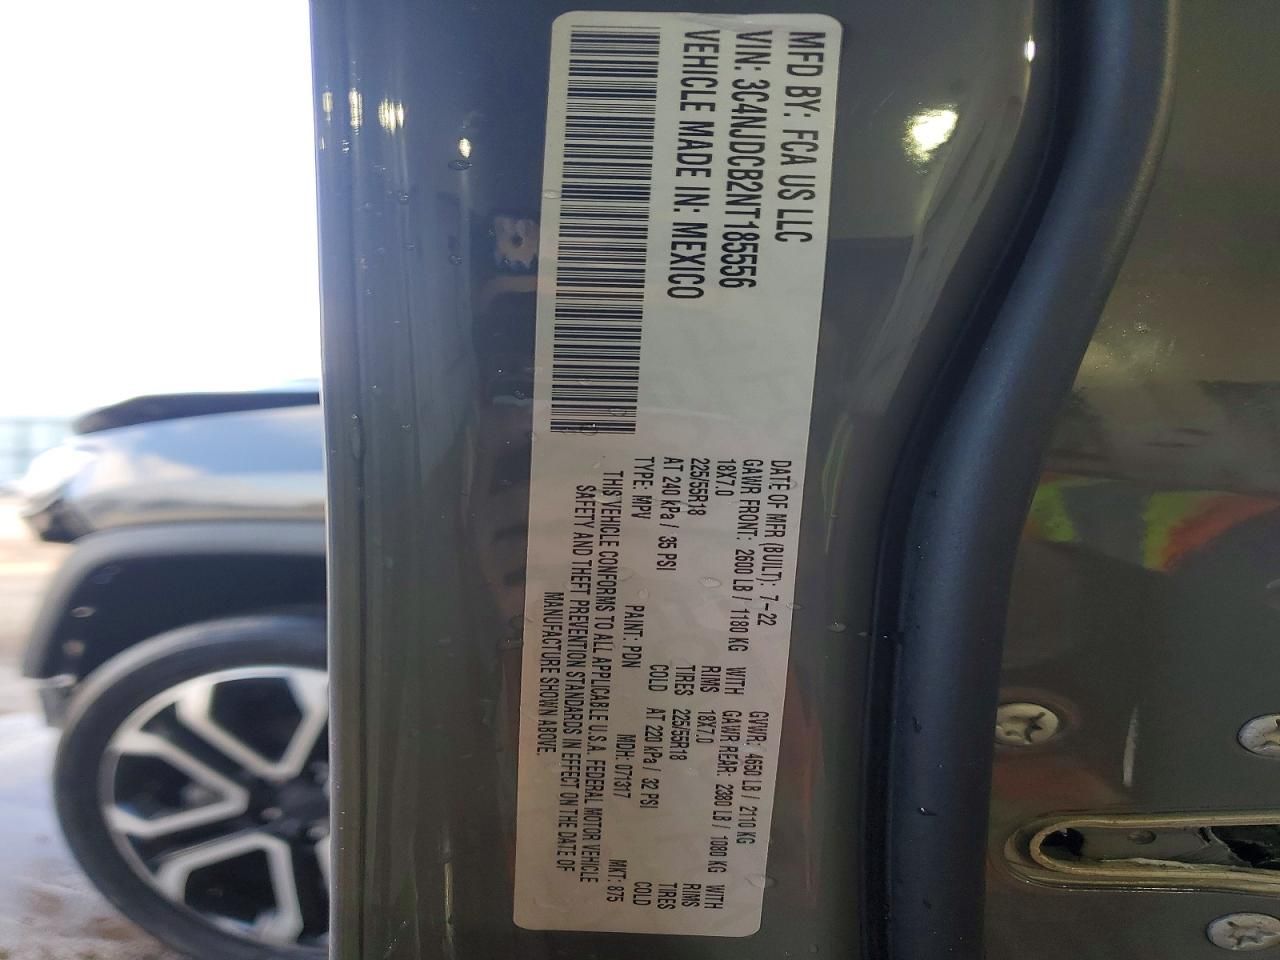 MFD BY: FCA US LLC
VIN: 3C4NJDCB2NT185556
VEHICLE MADE IN: MEXICO
DATE OF MFR (BUILT): 7-22 GVWR: 4650 LB / 2110 KG
GAWR FRONT: 2600 LB / 1180 KG WITH GAWR REAR: 2380 LB / 1080 KG WITH
18X7.0 RIMS 18X7.0 RIMS
225/55R18 TIRES 225/55R18 TIRES
AT 240 kPa / 35 PSI COLD AT 220 kPa / 32 PSI COLD
TYPE: MPV PAINT: PDN MDH: 071317 MKT: 875
THIS VEHICLE CONFORMS TO ALL APPLICABLE U.S.A. FEDERAL MOTOR VEHICLE
SAFETY AND THEFT PREVENTION STANDARDS IN EFFECT ON THE DATE OF
MANUFACTURE SHOWN ABOVE.